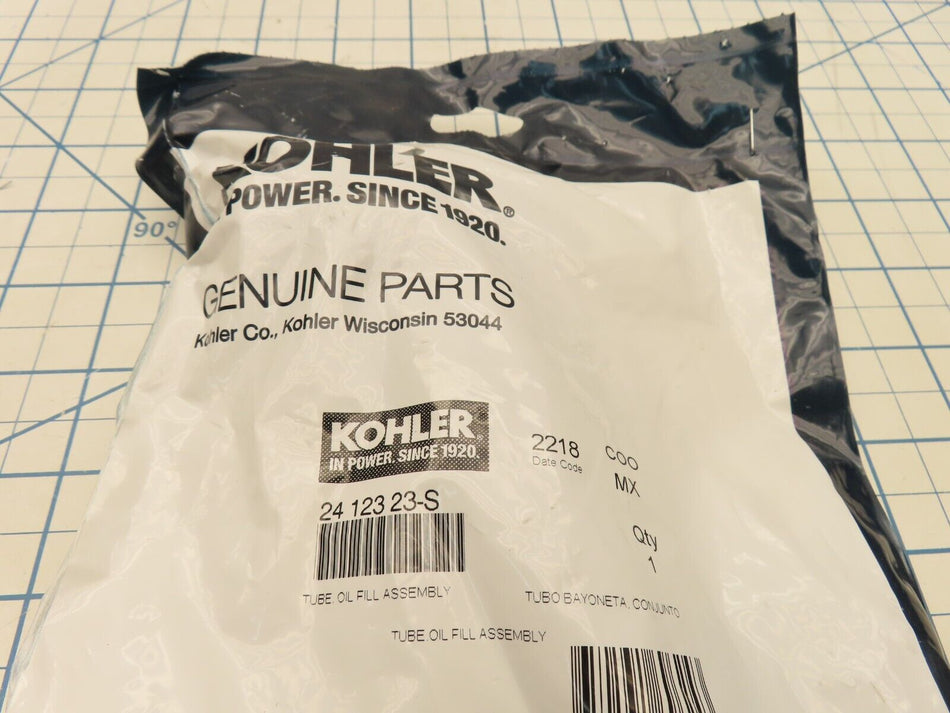 KOHLER®
IN POWER. SINCE 1920.
GENUINE PARTS
Kohler Co., Kohler Wisconsin 53044
KOHLER
IN POWER. SINCE 1920.
2218 COO
Date Code
MX
24 123 23-S
Qty
1
TUBE, OIL FILL ASSEMBLY
TUBO BAYONETA, CONJUNTO
TUBE, OIL FILL ASSEMBLY
90°